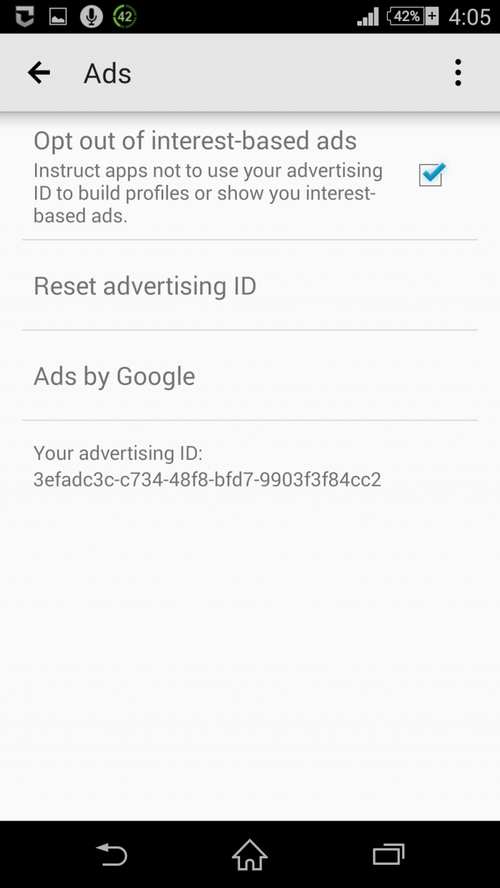 42 42% 4:05
Ads
Opt out of interest-based ads
Instruct apps not to use your advertising
ID to build profiles or show you interest-
based ads.
Reset advertising ID
Ads by Google
Your advertising ID:
3efadc3c-c734-48f8-bfd7-9903f3f84cc2